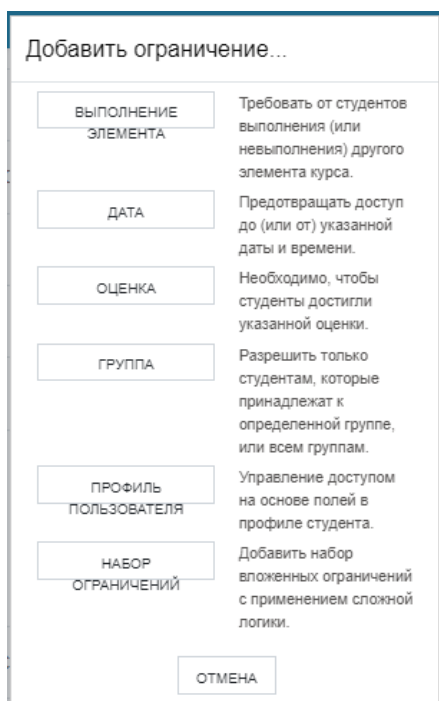 Добавить ограничение...
ВЫПОЛНЕНИЕ
ЭЛЕМЕНТА
Требовать от студентов
выполнения (или
невыполнения) другого
элемента курса.
ДАТА
Предотвращать доступ
до (или от) указанной
даты и времени.
ОЦЕНКА
Необходимо, чтобы
студенты достигли
указанной оценки.
ГРУППА
Разрешить только
студентам, которые
принадлежат к
определенной группе,
или всем группам.
ПРОФИЛЬ
ПОЛЬЗОВАТЕЛЯ
Управление доступом
на основе полей в
профиле студента.
НАБОР
ОГРАНИЧЕНИЙ
Добавить набор
вложенных ограничений
с применением сложной
логики.
ОТМЕНА